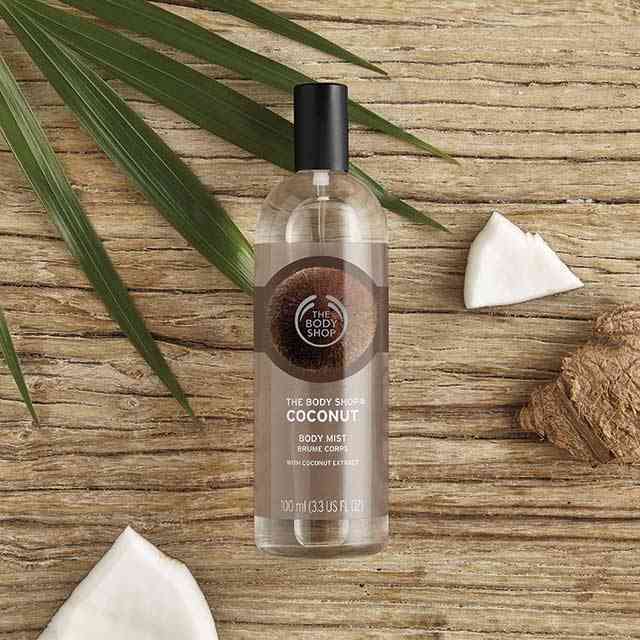 THE
BODY
SHOP
THE BODY SHOP®
COCONUT
BODY MIST
BRUME CORPS
WITH COCONUT EXTRACT
100 ml (3.3 US FL OZ)